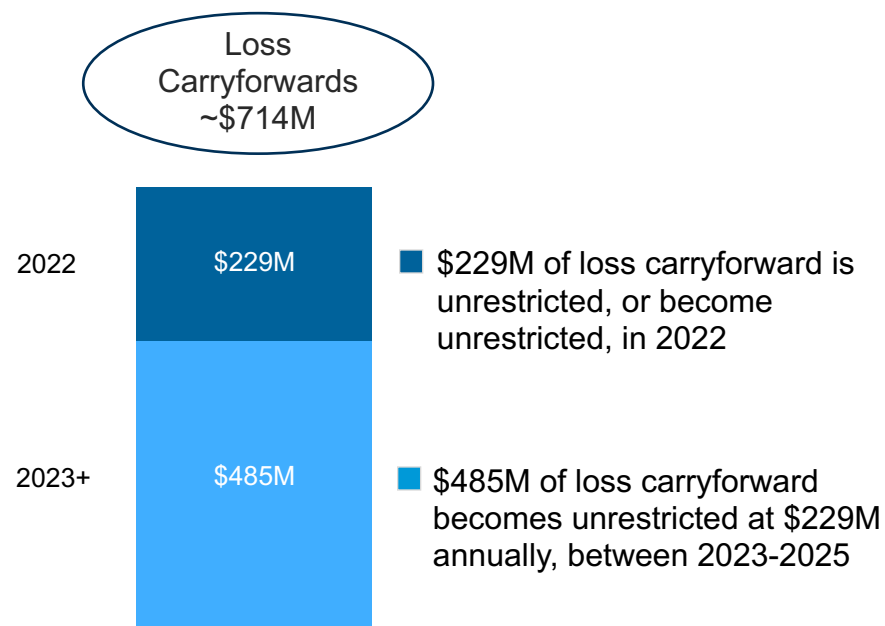 Loss
Carryforwards
~$714M
2022
$229M
$229M of loss carryforward is
unrestricted, or become
unrestricted, in 2022
2023+
$485M
$485M of loss carryforward
becomes unrestricted at $229M
annually, between 2023-2025